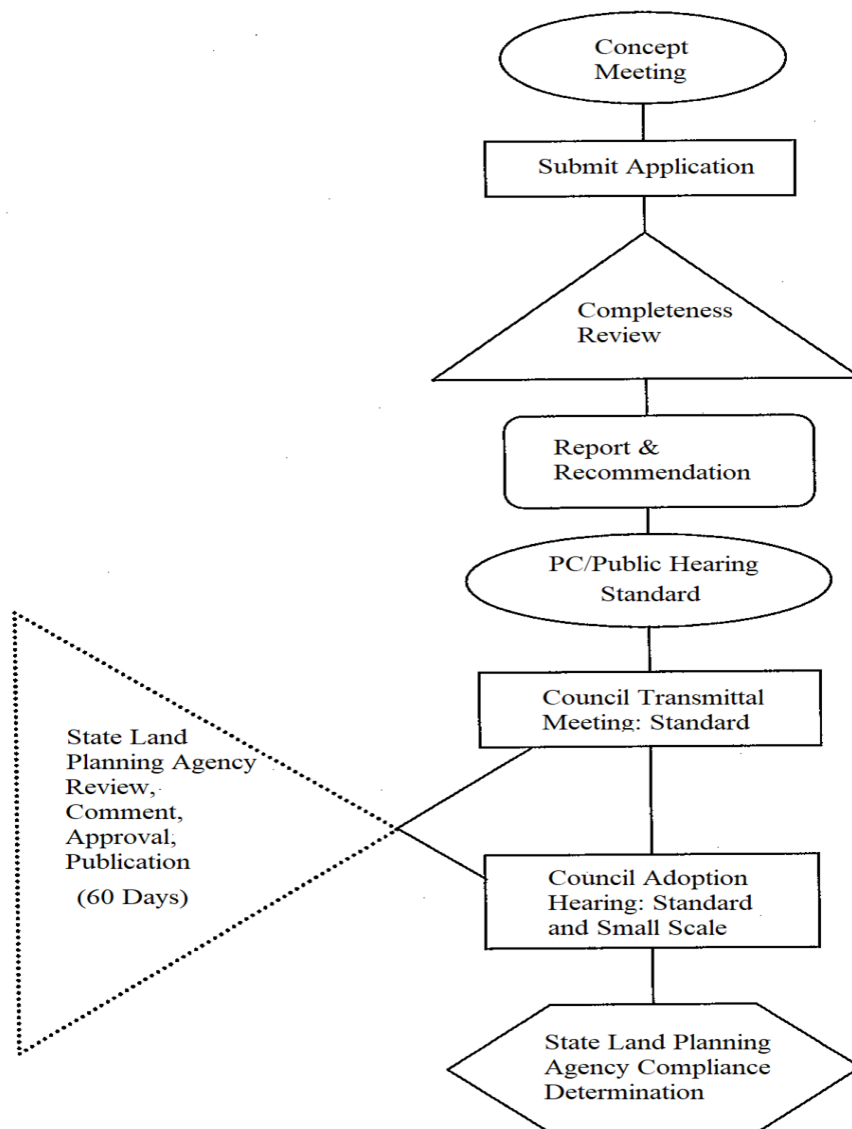 Concept
Meeting
Submit Application
Completeness
Review
Report &
Recommendation
PC/Public Hearing
Standard
Council Transmittal
Meeting: Standard
State Land
Planning Agency
Review,
Comment,
Approval,
Publication
(60 Days)
Council Adoption
Hearing: Standard
and Small Scale
State Land Planning
Agency Compliance
Determination